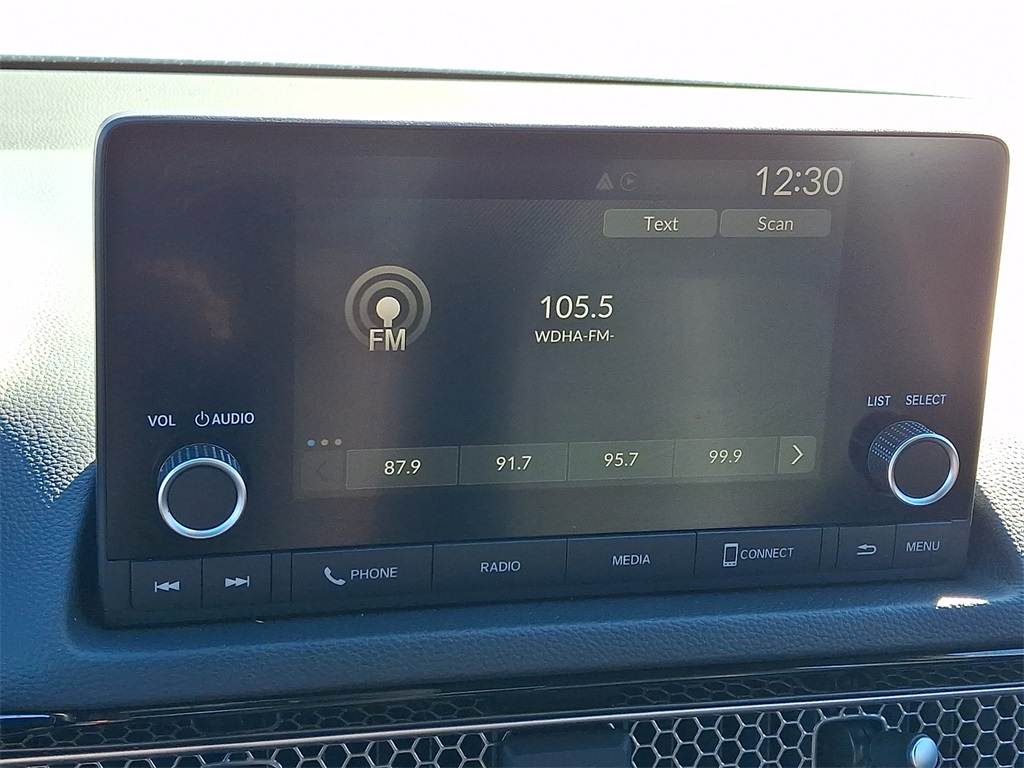 12:30
Text Scan
105.5
FM
WDHA-FM-
LIST SELECT
VOL AUDIO
87.9 91.7 95.7 99.9
PHONE RADIO MEDIA CONNECT MENU